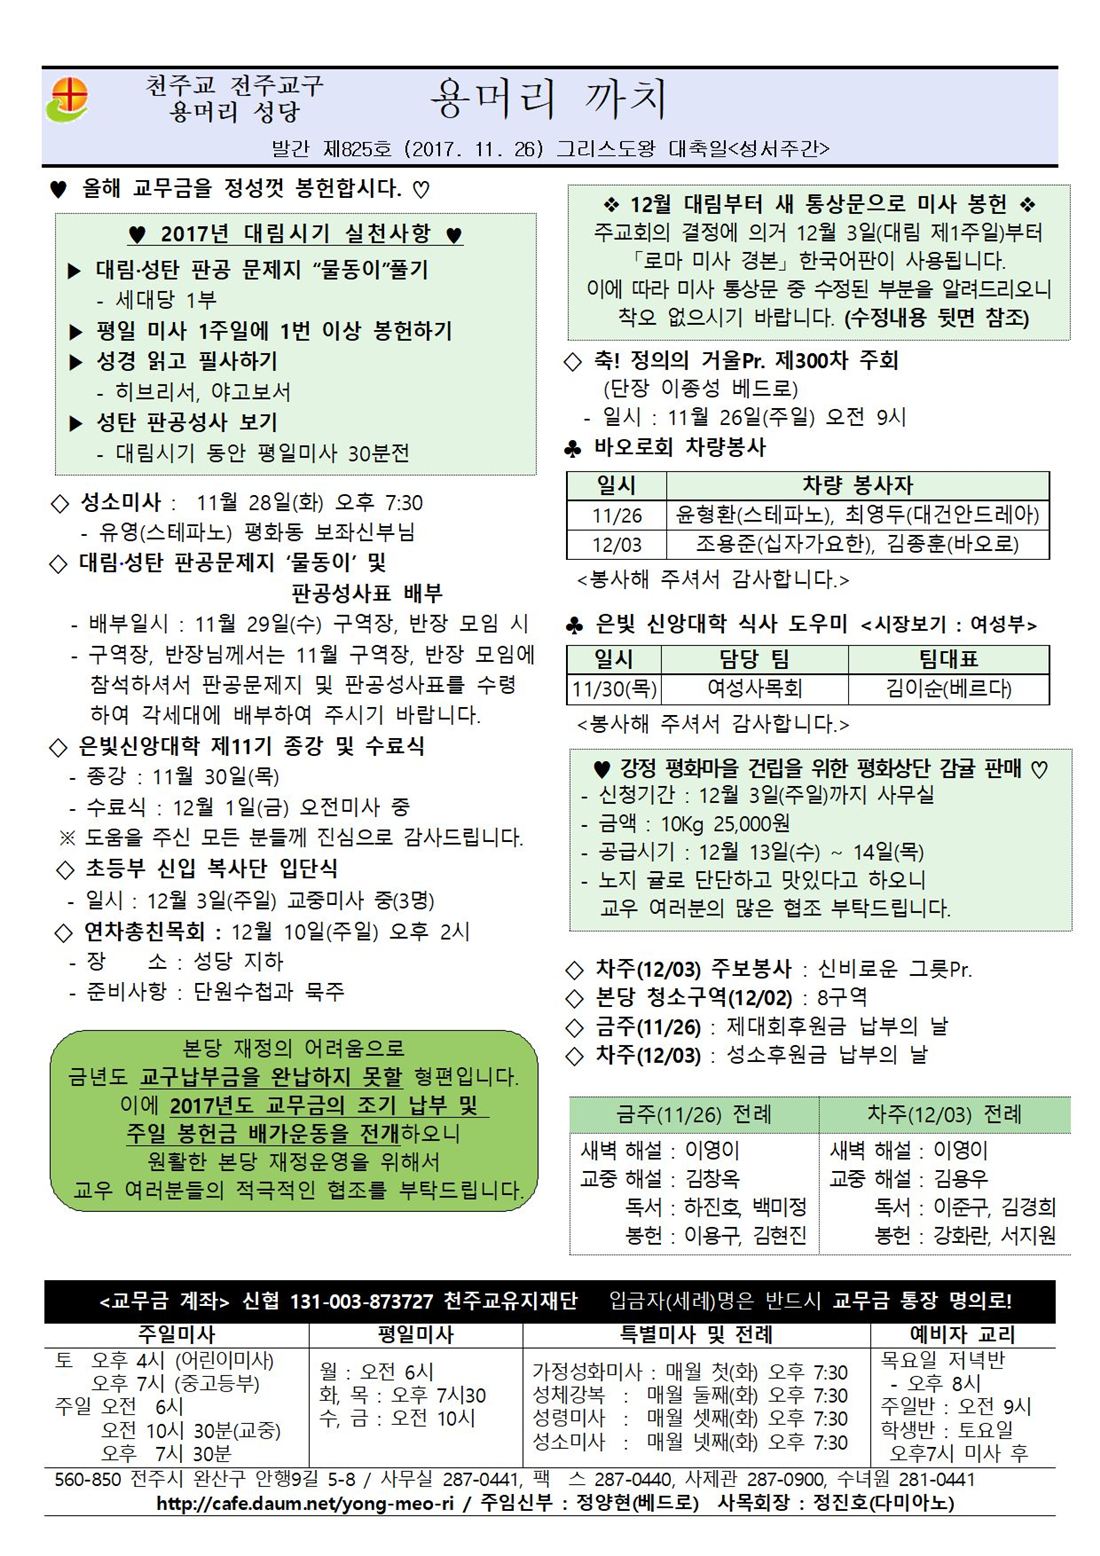 천주교 전주교구
용머리 성당
용머리 까치
발간 제825호 (2017. 11. 26) 그리스도왕 대축일<성서주간>
♥ 올해 교무금을 정성껏 봉헌합시다. ♡
♥ 2017년 대림시기 실천사항 ♥
▶ 대림·성탄 판공 문제지 “물동이”풀기
- 세대당 1부
▶ 평일 미사 1주일에 1번 이상 봉헌하기
▶ 성경 읽고 필사하기
- 히브리서, 야고보서
▶ 성탄 판공성사 보기
- 대림시기 동안 평일미사 30분전
◇ 성소미사 : 11월 28일(화) 오후 7:30
- 유영(스테파노) 평화동 보좌신부님
◇ 대림·성탄 판공문제지 ‘물동이’ 및
판공성사표 배부
- 배부일시 : 11월 29일(수) 구역장, 반장 모임 시
- 구역장, 반장님께서는 11월 구역장, 반장 모임에
참석하셔서 판공문제지 및 판공성사표를 수령
하여 각세대에 배부하여 주시기 바랍니다.
◇ 은빛신앙대학 제11기 종강 및 수료식
- 종강 : 11월 30일(목)
- 수료식 : 12월 1일(금) 오전미사 중
※ 도움을 주신 모든 분들께 진심으로 감사드립니다.
◇ 초등부 신입 복사단 입단식
- 일시 : 12월 3일(주일) 교중미사 중(3명)
◇ 연차총친목회 : 12월 10일(주일) 오후 2시
- 장 소 : 성당 지하
- 준비사항 : 단원수첩과 묵주
본당 재정의 어려움으로
금년도 교구납부금을 완납하지 못할 형편입니다.
이에 2017년도 교무금의 조기 납부 및
주일 봉헌금 배가운동을 전개하오니
원활한 본당 재정운영을 위해서
교우 여러분들의 적극적인 협조를 부탁드립니다.
❖ 12월 대림부터 새 통상문으로 미사 봉헌 ❖
주교회의 결정에 의거 12월 3일(대림 제1주일)부터
「로마 미사 경본」한국어판이 사용됩니다.
이에 따라 미사 통상문 중 수정된 부분을 알려드리오니
착오 없으시기 바랍니다. (수정내용 뒷면 참조)
◇ 축! 정의의 거울Pr. 제300차 주회
(단장 이종성 베드로)
- 일시 : 11월 26일(주일) 오전 9시
♣ 바오로회 차량봉사
일시 차량 봉사자
11/26 윤형환(스테파노), 최영두(대건안드레아)
12/03 조용준(십자가요한), 김종훈(바오로)
<봉사해 주셔서 감사합니다.>
♣ 은빛 신앙대학 식사 도우미 <시장보기 : 여성부>
일시 담당 팀 팀대표
11/30(목) 여성사목회 김이순(베르다)
<봉사해 주셔서 감사합니다.>
♥ 강정 평화마을 건립을 위한 평화상단 감귤 판매 ♡
- 신청기간 : 12월 3일(주일)까지 사무실
- 금액 : 10Kg 25,000원
- 공급시기 : 12월 13일(수) ~ 14일(목)
- 노지 귤로 단단하고 맛있다고 하오니
교우 여러분의 많은 협조 부탁드립니다.
◇ 차주(12/03) 주보봉사 : 신비로운 그릇Pr.
◇ 본당 청소구역(12/02) : 8구역
◇ 금주(11/26) : 제대회후원금 납부의 날
◇ 차주(12/03) : 성소후원금 납부의 날
금주(11/26) 전례 차주(12/03) 전례
새벽 해설 : 이영이 새벽 해설 : 이영이
교중 해설 : 김창옥 교중 해설 : 김용우
독서 : 하진호, 백미정 독서 : 이준구, 김경희
봉헌 : 이용구, 김현진 봉헌 : 강화란, 서지원
<교무금 계좌> 신협 131-003-873727 천주교유지재단 입금자(세례)명은 반드시 교무금 통장 명의로!
주일미사 평일미사 특별미사 및 전례 예비자 교리
토 오후 4시 (어린이미사)
오후 7시 (중고등부)
주일 오전 6시
오전 10시 30분(교중)
오후 7시 30분
월 : 오전 6시
화, 목 : 오후 7시30
수, 금 : 오전 10시
가정성화미사 : 매월 첫(화) 오후 7:30
성체강복 : 매월 둘째(화) 오후 7:30
성령미사 : 매월 셋째(화) 오후 7:30
성소미사 : 매월 넷째(화) 오후 7:30
목요일 저녁반
- 오후 8시
주일반 : 오전 9시
학생반 : 토요일
오후7시 미사 후
560-850 전주시 완산구 안행9길 5-8 / 사무실 287-0441, 팩 스 287-0440, 사제관 287-0900, 수녀원 281-0441
http://cafe.daum.net/yong-meo-ri / 주임신부 : 정양현(베드로) 사목회장 : 정진호(다미아노)